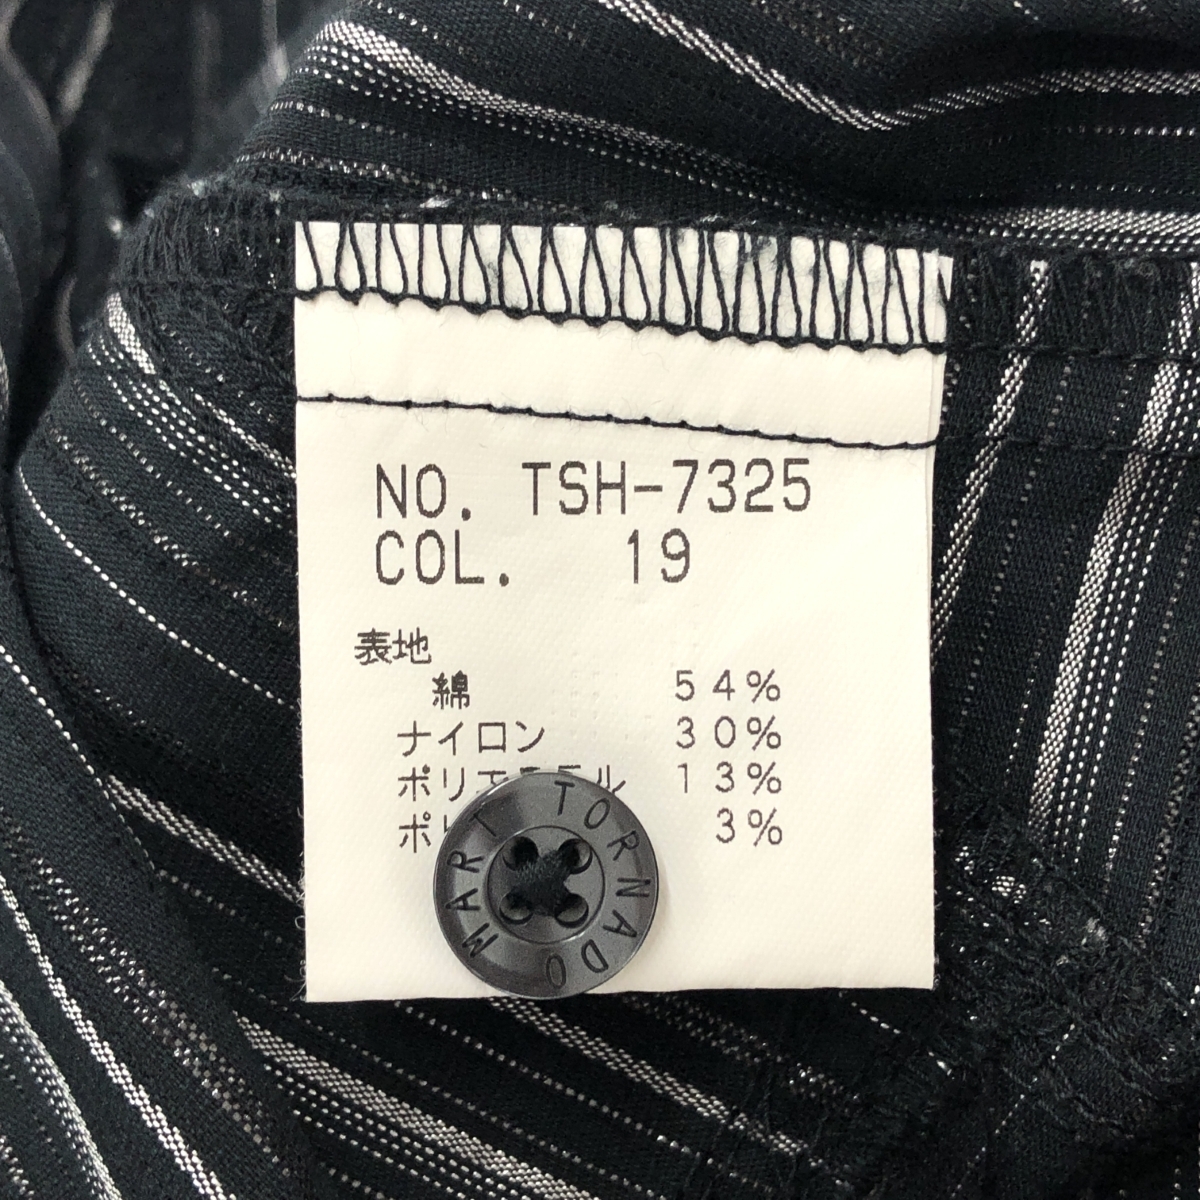 NO. TSH-7325
COL. 19
表地
綿 54%
ナイロン 30%
13%
3%
TORNADO MART